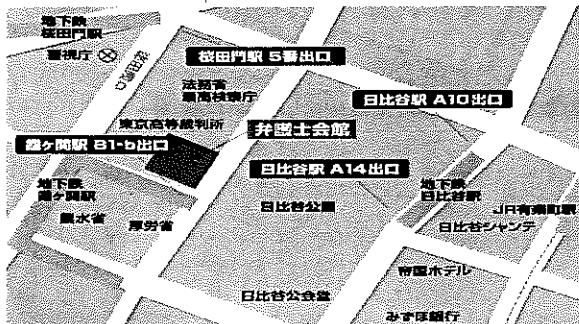 地下鉄
桜田門駅
警視庁
桜田通り
桜田門駅 5番出口
法務省
最高検察庁
日比谷駅 A10出口
東京高等裁判所
弁護士会館
霞ヶ関駅 B1-b出口
日比谷駅 A14出口
地下鉄
霞ヶ関駅
地下鉄
日比谷駅
農水省
厚労省
日比谷公園
JR有楽町駅
日比谷シャンテ
帝国ホテル
日比谷公会堂
みずほ銀行